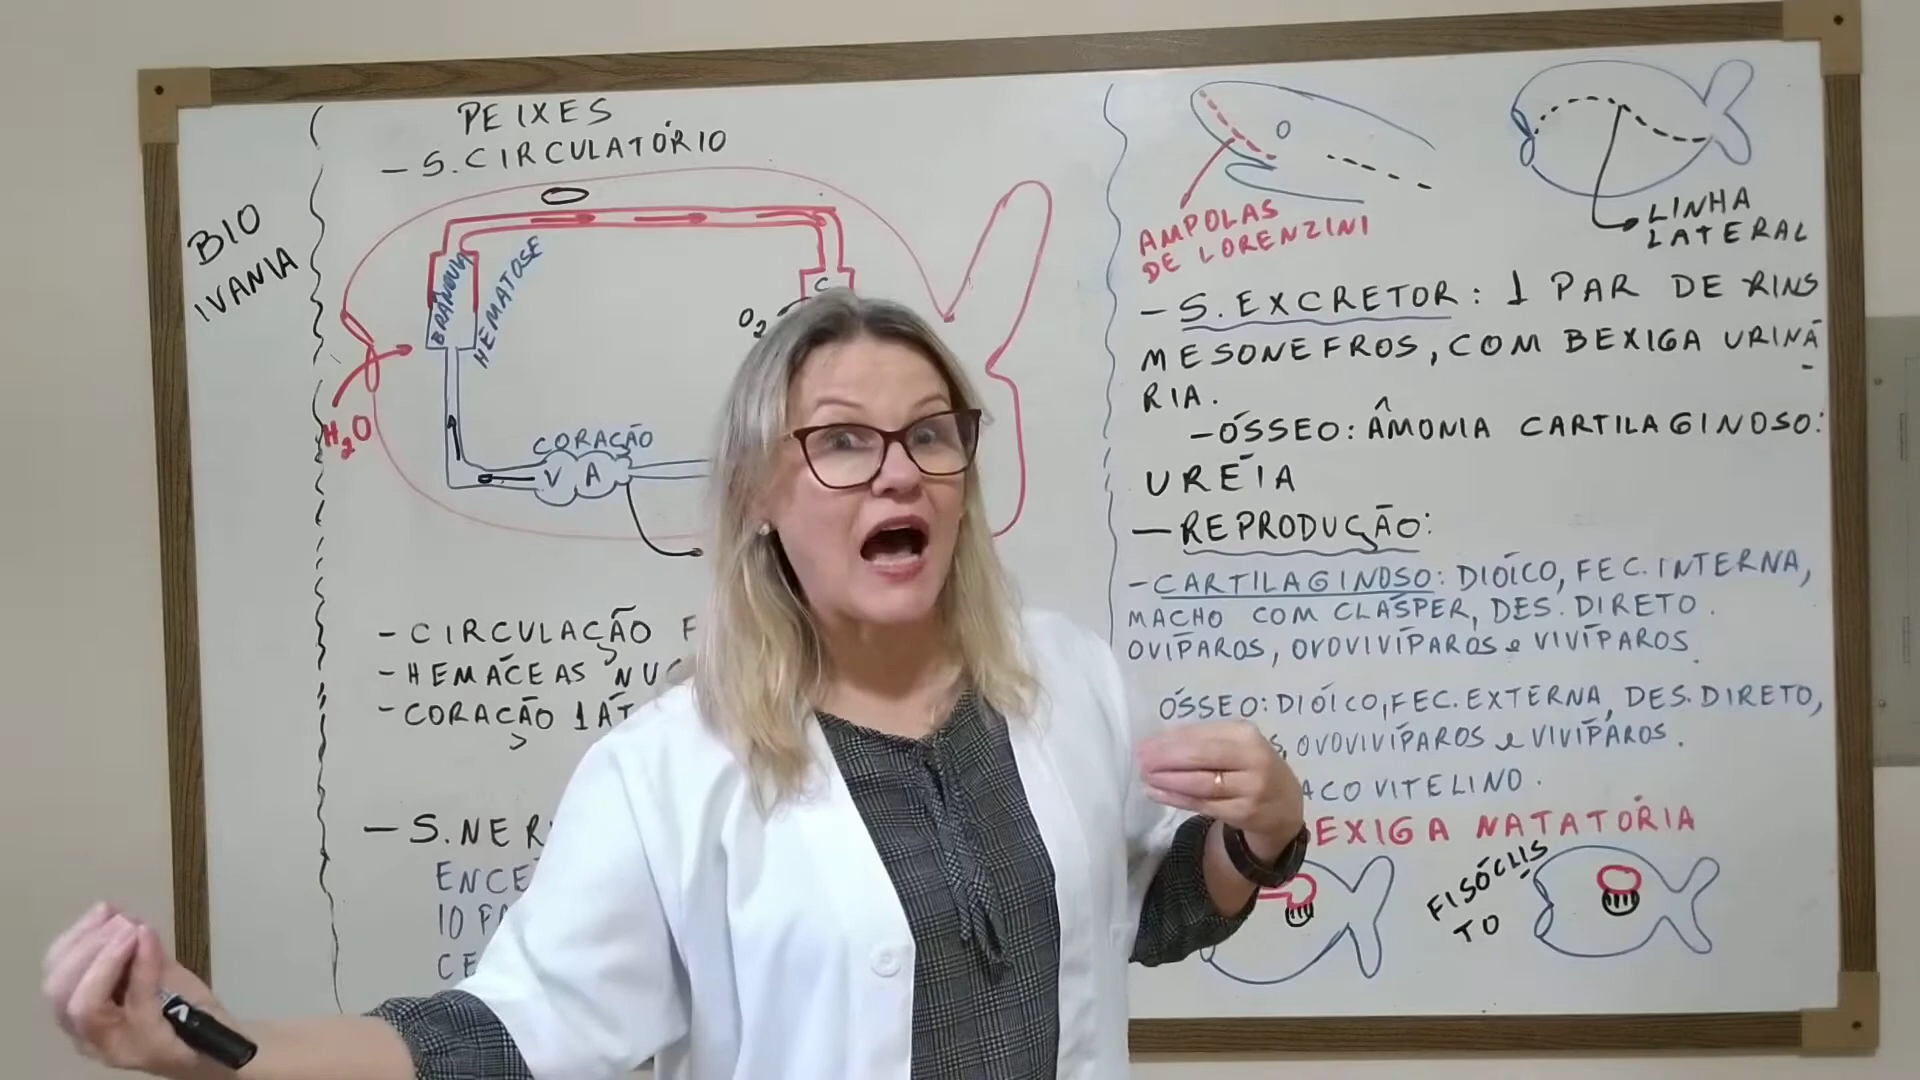 BIO
IVANIA
PEIXES
- S. CIRCULATÓRIO
BRÂNQUIA
HEMATOSE
H2O
O2
C
CORAÇÃO
V A
- CIRCULAÇÃO F
- HEMÁCEAS NUC
- CORAÇÃO 1 ÁT
- S. NER
ENCE
10 PA
CE
AMPOLAS
DE LORENZINI
LINHA
LATERAL
- S. EXCRETOR: 1 PAR DE RINS
MESONEFROS, COM BEXIGA URINÁ-
RIA.
- ÓSSEO: ÂMONIA CARTILAGINOSO:
URÉIA
- REPRODUÇÃO:
- CARTILAGINOSO: DIÓICO, FEC. INTERNA,
MACHO COM CLÁSPER, DES. DIRETO.
OVÍPAROS, OVOVIVÍPAROS e VIVÍPAROS.
ÓSSEO: DIÓICO, FEC. EXTERNA, DES. DIRETO,
S, OVOVIVÍPAROS e VIVÍPAROS.
ACO VITELINO.
EXIGA NATATÓRIA
FISÓCLIS
TO